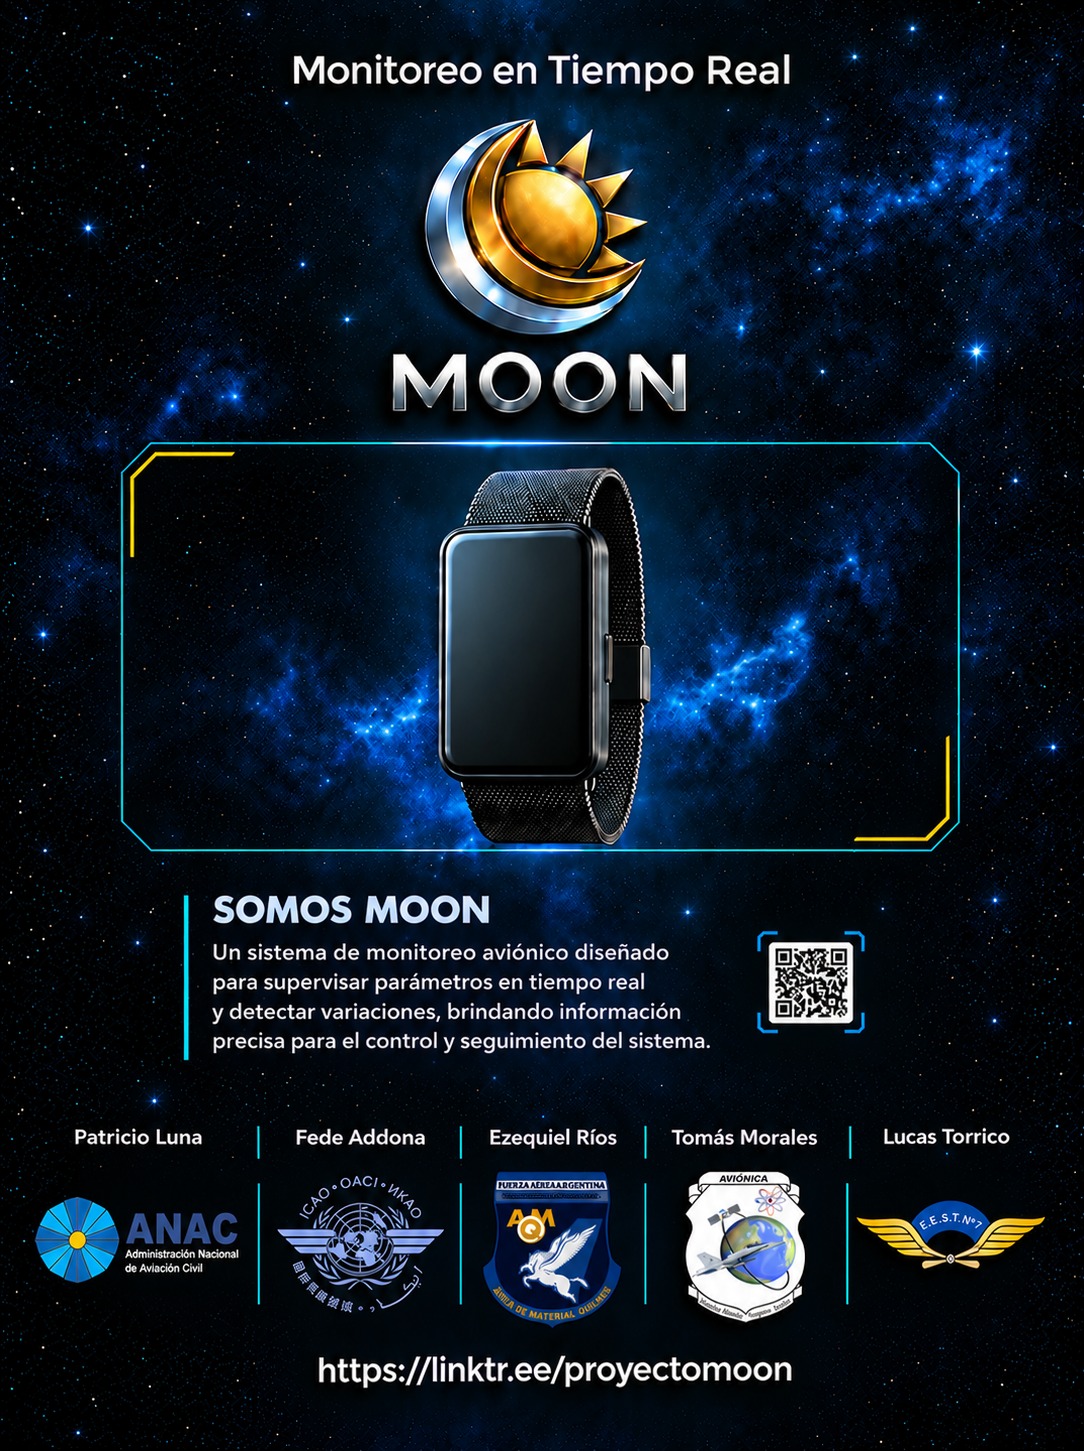 Monitoreo en Tiempo Real
MOON
SOMOS MOON
Un sistema de monitoreo aviónico diseñado
para supervisar parámetros en tiempo real
y detectar variaciones, brindando información
precisa para el control y seguimiento del sistema.
Patricio Luna
Fede Addona
Ezequiel Ríos
Tomás Morales
Lucas Torrico
ANAC
Administración Nacional
de Aviación Civil
ICAO • OACI • ИКАО
FUERZA AÉREA ARGENTINA
AM
Q
ÁREA DE MATERIAL QUILMES
AVIÓNICA
E.E.S.T. Nº7
https://linktr.ee/proyectomoon